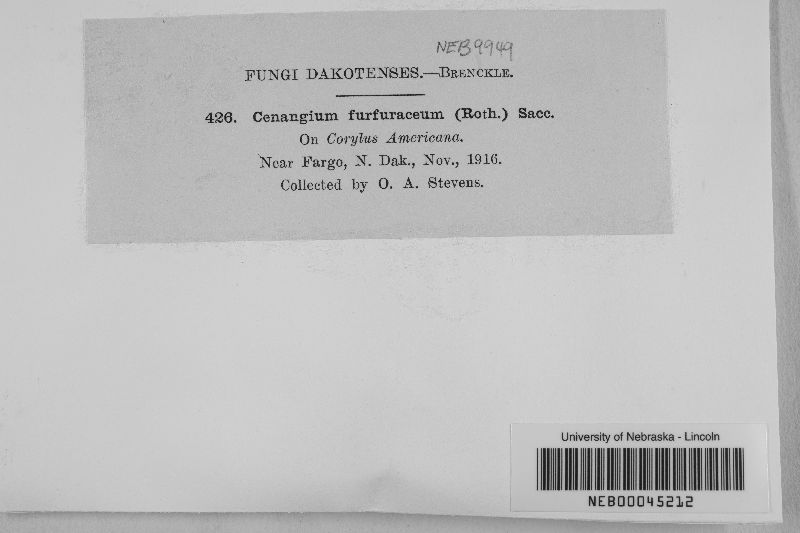 NEB9949
FUNGI DAKOTENSES.—BRENCKLE.
426. Cenangium furfuraceum (Roth.) Sacc.
On Corylus Americana.
Near Fargo, N. Dak., Nov., 1916.
Collected by O. A. Stevens.
University of Nebraska - Lincoln
NEB00045212